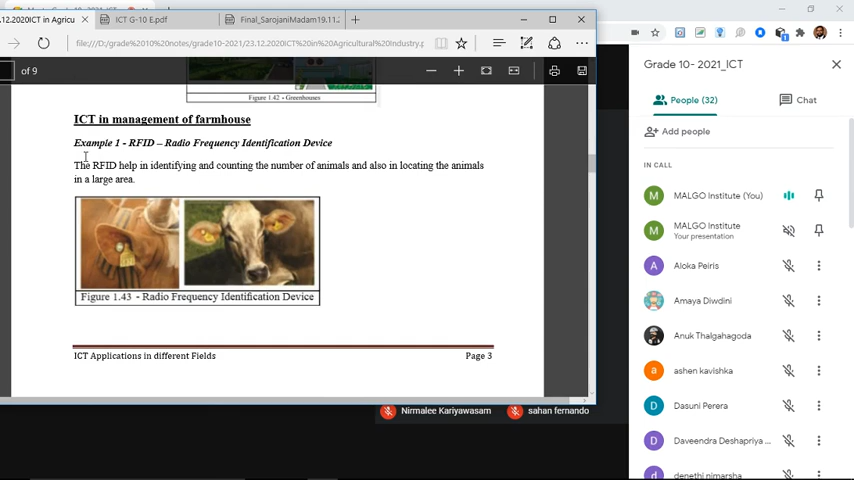 .12.2020ICT in Agricu
ICT G-10 E.pdf
Final_SarojaniMadam19.11.2
file:///D:/grade%2010%20notes/grade10-2021/23.12.2020ICT%20in%20Agricultural%20Industry.p
of 9
Figure 1.42 - Greenhouses
ICT in management of farmhouse
Example 1 - RFID – Radio Frequency Identification Device
The RFID help in identifying and counting the number of animals and also in locating the animals
in a large area.
Figure 1.43 - Radio Frequency Identification Device
ICT Applications in different Fields
Page 3
Nirmalee Kariyawasam
sahan fernando
Grade 10- 2021_ICT
People (32)
Chat
Add people
IN CALL
M
MALGO Institute (You)
M
MALGO Institute
Your presentation
A
Aloka Peiris
Amaya Diwdini
Anuk Thalgahagoda
a
ashen kavishka
D
Dasuni Perera
D
Daveendra Deshapriya ...
d
denethi nimarsha